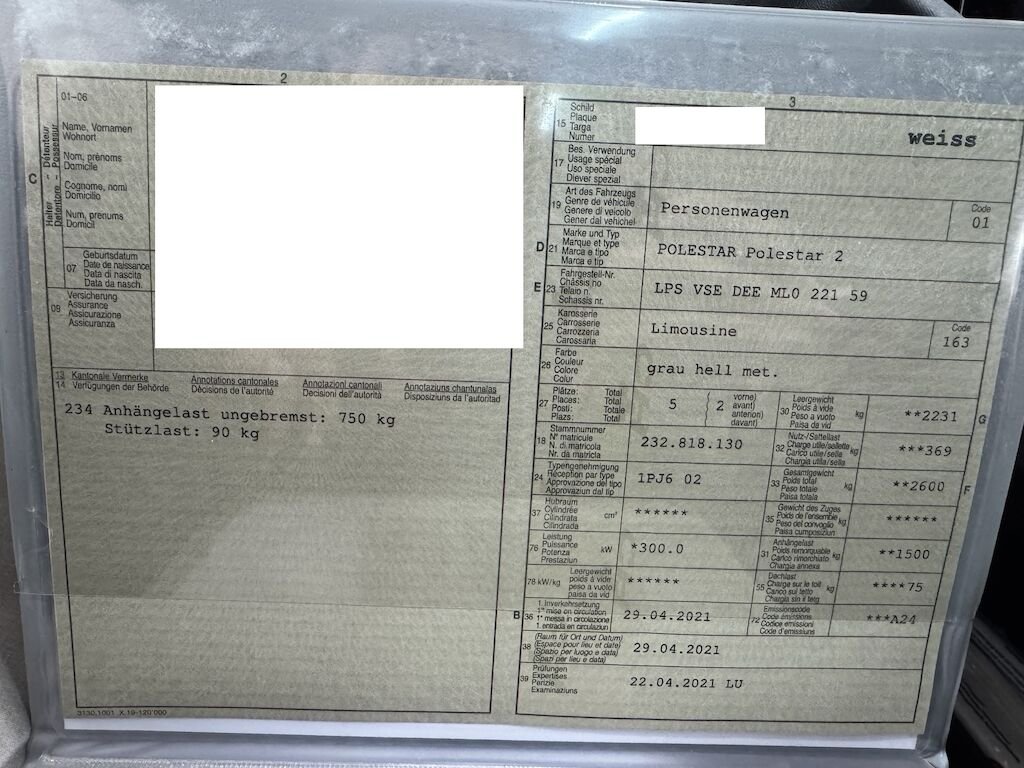 2
01–06
C
Halter - Détenteur
Detentore - Possessur
Name, Vornamen
Wohnort
Nom, prénoms
Domicile
Cognome, nomi
Domicilio
Num, prenums
Domicil
07
Geburtsdatum
Date de naissance
Data di nascita
Data da nasch.
08
Versicherung
Assurance
Assicurazione
Assicuranza
13 Kantonale Vermerke
14 Verfügungen der Behörde
Annotations cantonales
Décisions de l'autorité
Annotazioni cantonali
Decisioni dell'autorità
Annotaziuns chantunalas
Disposiziuns da l'autoritad
234 Anhängelast ungebremst: 750 kg
Stützlast: 90 kg
3130.1001 X.19-120'000
3
15
Schild
Plaque
Targa
Numer
weiss
17
Bes. Verwendung
Usage spécial
Uso speciale
Diever spezial
19
Art des Fahrzeugs
Genre de véhicule
Genere di veicolo
Gener dal vehichel
Personenwagen
Code
01
D 21
Marke und Typ
Marque et type
Marca e tipo
Marca e tip
POLESTAR Polestar 2
E 23
Fahrgestell-Nr.
Châssis no
Telaio n.
Schassis nr.
LPS VSE DEE ML0 221 59
25
Karosserie
Carrosserie
Carrozzeria
Carossaria
Limousine
Code
163
26
Farbe
Couleur
Colore
Colur
grau hell met.
27
Plätze: Total
Places: Total
Posti: Totale
Plazs: Total
5
2
vorne)
avant)
anteriori)
davant)
30
Leergewicht
Poids à vide
Peso a vuoto
Paisa da vid
kg
**2231
G
18
Stammnummer
N° matricule
N. di matricola
Nr. da matricla
232.818.130
32
Nutz-/Sattellast
Charge utile/sellette
Carico utile/sella
Chargia utila/sella
kg
***369
24
Typengenehmigung
Réception par type
Approvazione del tipo
Approvaziun dal tip
1PJ6 02
33
Gesamtgewicht
Poids total
Peso totale
Paisa totala
kg
**2600
F
37
Hubraum
Cylindrée
Cilindrata
Cilindrada
cm³
******
35
Gewicht des Zuges
Poids de l'ensemble
Peso del convoglio
Paisa cumposiziun
kg
******
76
Leistung
Puissance
Potenza
Prestaziun
kW
*300.0
31
Anhängelast
Poids remorquable
Carico rimorchiato
Chargia annexa
kg
**1500
78 kW/kg
Leergewicht
poids à vide
peso a vuoto
paisa da vid
******
55
Dachlast
Charge sur le toit
Carico sul tetto
Chargia sin il tetg
kg
****75
B 36
1. Inverkehrsetzung
1re mise en circulation
1a messa in circolazione
1. entrada en circulaziun
29.04.2021
72
Emissionscode
Code émissions
Codice emissioni
Code d'emissiuns
***A24
38
(Raum für Ort und Datum)
(Espace pour lieu et date)
(Spazio per luogo e data)
(Spazi per lieu e data)
29.04.2021
39
Prüfungen
Expertises
Perizie
Examinaziuns
22.04.2021 LU